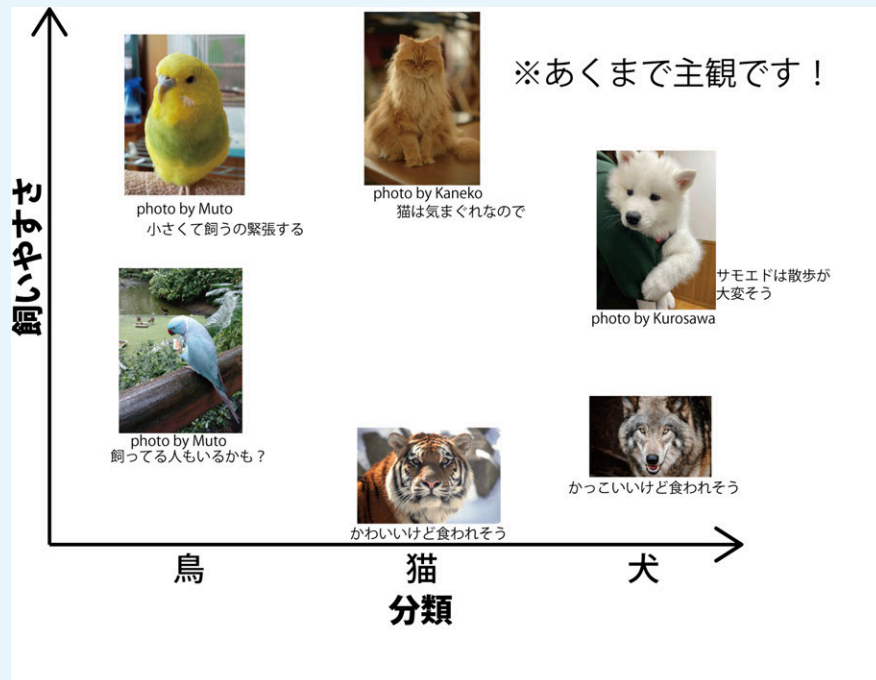 ※あくまで主観です！
飼いやすさ
photo by Muto
小さくて飼うの緊張する
photo by Kaneko
猫は気まぐれなので
サモエドは散歩が
大変そう
photo by Kurosawa
photo by Muto
飼ってる人もいるかも？
かわいいけど食われそう
かっこいいけど食われそう
鳥
猫
犬
分類